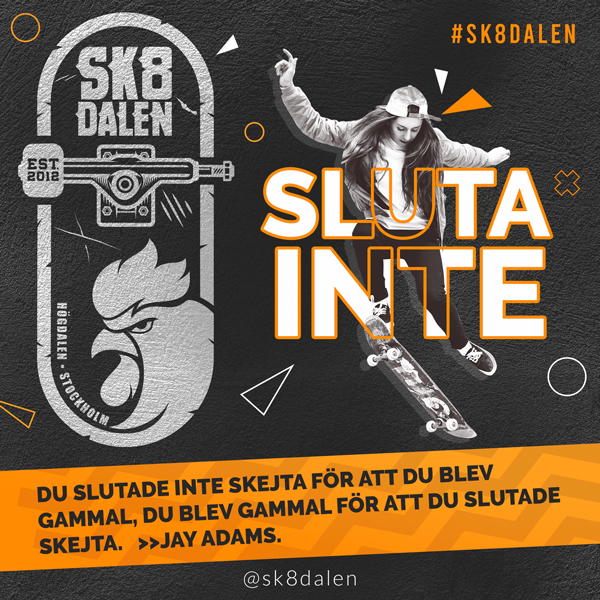 #SK8DALEN
SK8
DALEN
EST
2012
HÖGDALEN • STOCKHOLM
SLUTA
INTE
DU SLUTADE INTE SKEJTA FÖR ATT DU BLEV
GAMMAL, DU BLEV GAMMAL FÖR ATT DU SLUTADE
SKEJTA. >>JAY ADAMS.
@sk8dalen